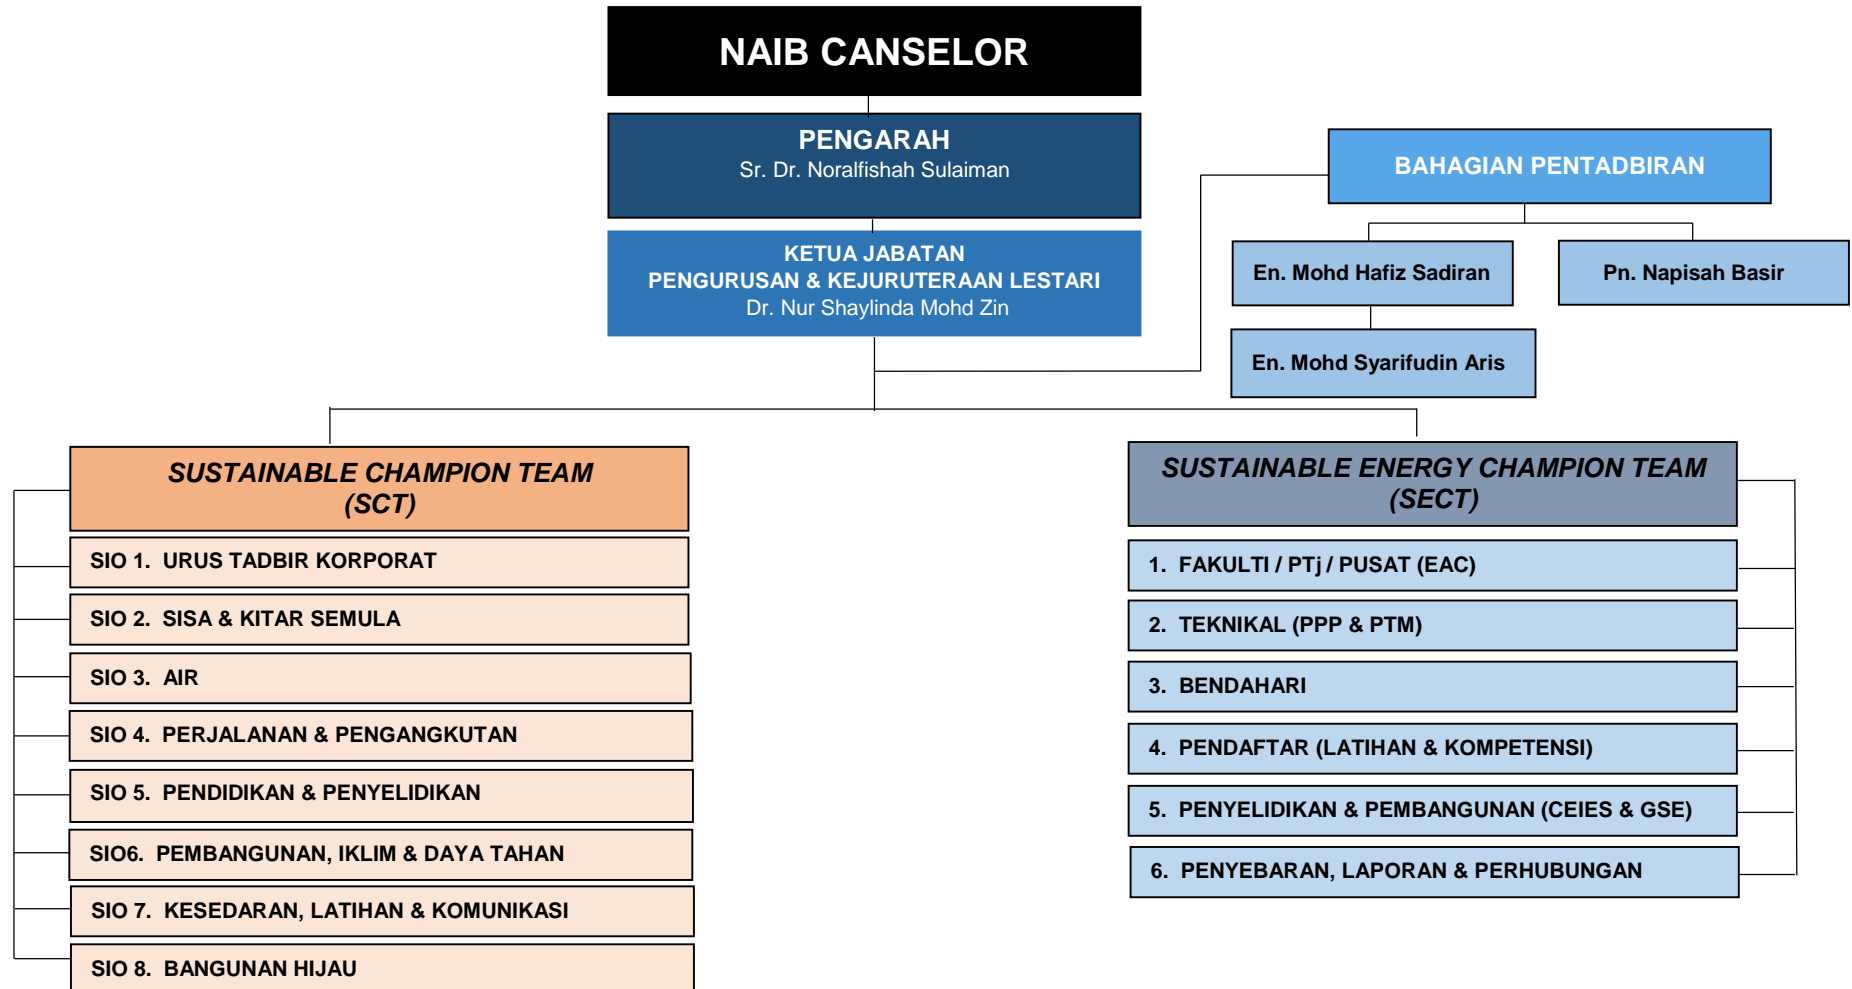 NAIB CANSELOR
PENGARAH
Sr. Dr. Noralfishah Sulaiman
KETUA JABATAN
PENGURUSAN & KEJURUTERAAN LESTARI
Dr. Nur Shaylinda Mohd Zin
BAHAGIAN PENTADBIRAN
En. Mohd Hafiz Sadiran
Pn. Napisah Basir
En. Mohd Syarifudin Aris
SUSTAINABLE CHAMPION TEAM
(SCT)
SIO 1. URUS TADBIR KORPORAT
SIO 2. SISA & KITAR SEMULA
SIO 3. AIR
SIO 4. PERJALANAN & PENGANGKUTAN
SIO 5. PENDIDIKAN & PENYELIDIKAN
SIO6. PEMBANGUNAN, IKLIM & DAYA TAHAN
SIO 7. KESEDARAN, LATIHAN & KOMUNIKASI
SIO 8. BANGUNAN HIJAU
SUSTAINABLE ENERGY CHAMPION TEAM
(SECT)
1. FAKULTI / PTj / PUSAT (EAC)
2. TEKNIKAL (PPP & PTM)
3. BENDAHARI
4. PENDAFTAR (LATIHAN & KOMPETENSI)
5. PENYELIDIKAN & PEMBANGUNAN (CEIES & GSE)
6. PENYEBARAN, LAPORAN & PERHUBUNGAN